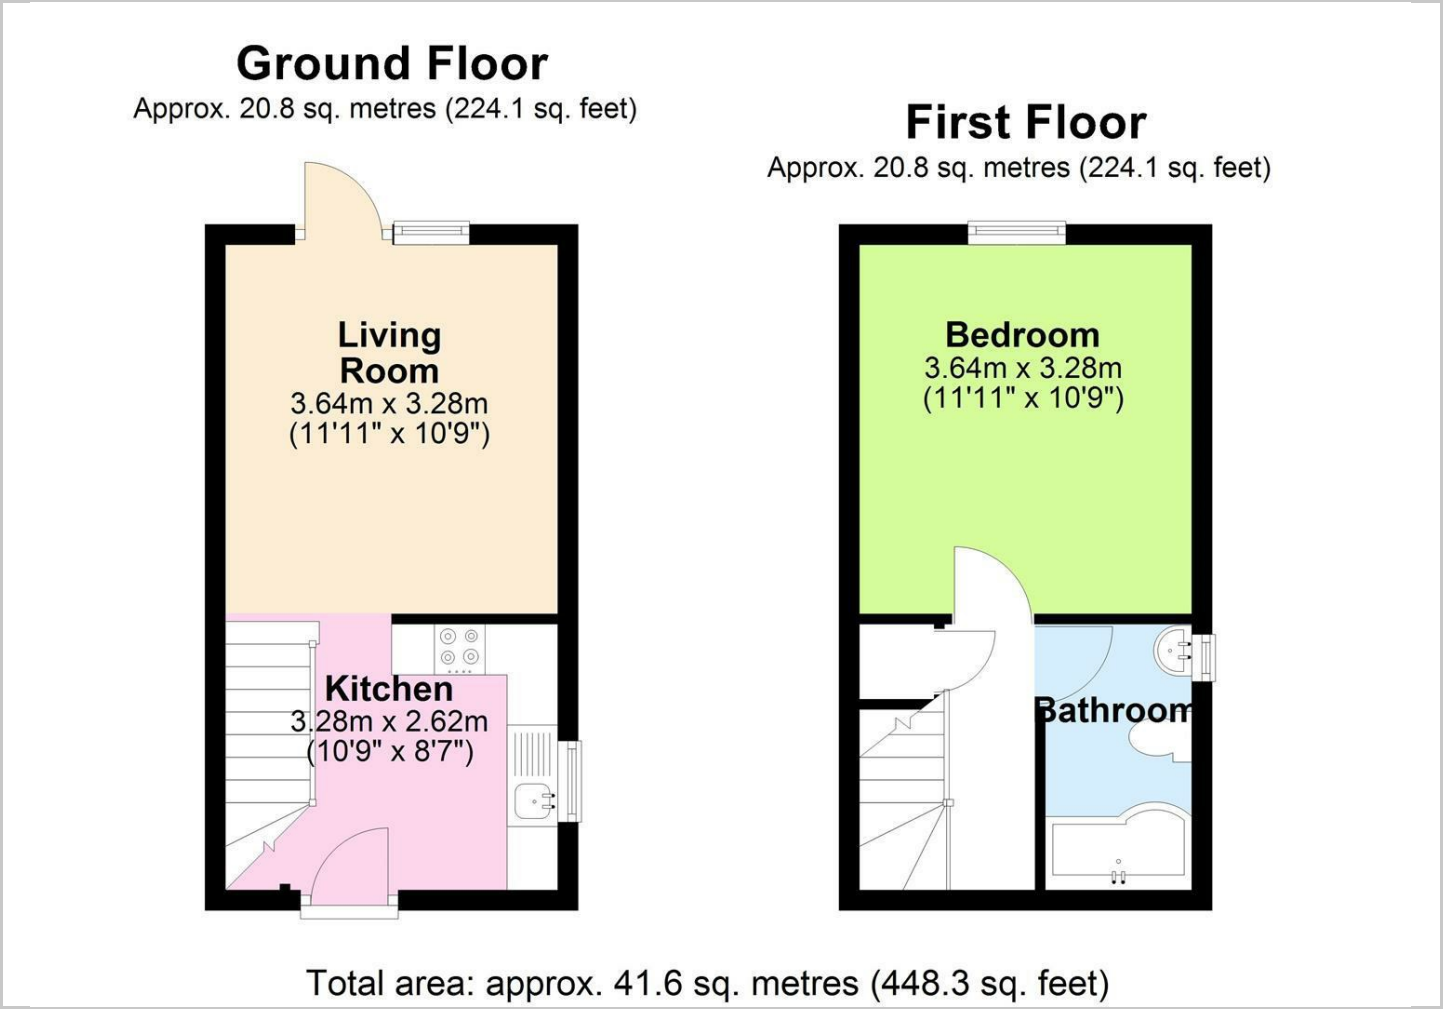 Ground Floor
Approx. 20.8 sq. metres (224.1 sq. feet)
Living
Room
3.64m x 3.28m
(11'11" x 10'9")
Kitchen
3.28m x 2.62m
(10'9" x 8'7")
First Floor
Approx. 20.8 sq. metres (224.1 sq. feet)
Bedroom
3.64m x 3.28m
(11'11" x 10'9")
Bathroom
Total area: approx. 41.6 sq. metres (448.3 sq. feet)